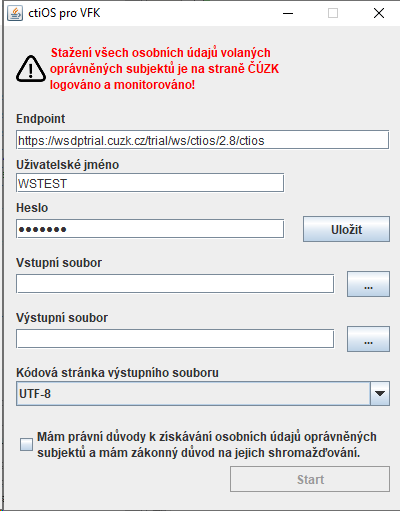 ctiOS pro VFK
Stažení všech osobních údajů volaných
oprávněných subjektů je na straně ČÚZK
logováno a monitorováno!
Endpoint
https://wsdptrial.cuzk.cz/trial/ws/ctios/2.8/ctios
Uživatelské jméno
WSTEST
Heslo
●●●●●●●
Uložit
Vstupní soubor
...
Výstupní soubor
...
Kódová stránka výstupního souboru
UTF-8
Mám právní důvody k získávání osobních údajů oprávněných
subjektů a mám zákonný důvod na jejich shromažďování.
Start